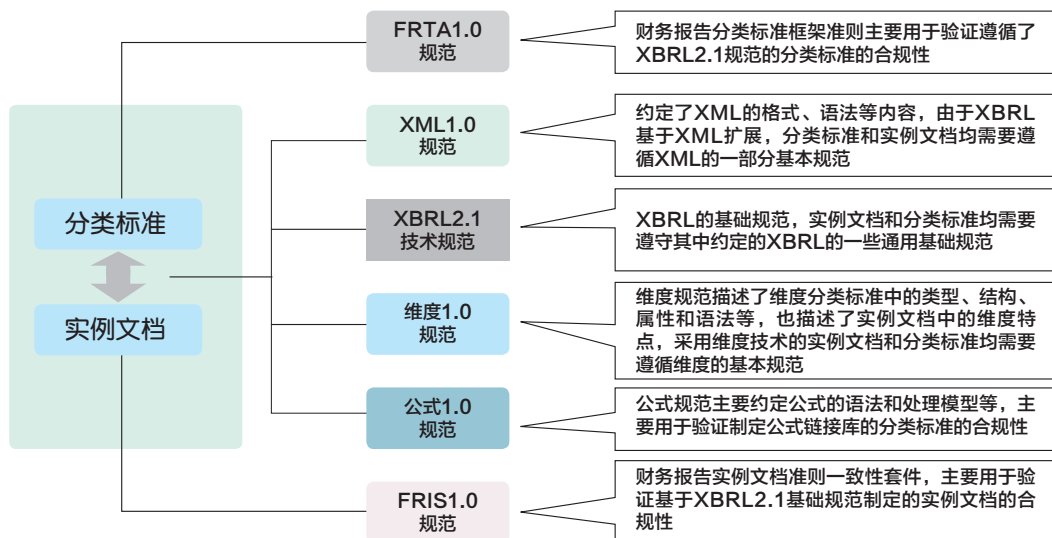 分类标准
实例文档
FRTA1.0
规范
财务报告分类标准框架准则主要用于验证遵循了
XBRL2.1规范的分类标准的合规性
XML1.0
规范
约定了XML的格式、语法等内容，由于XBRL
基于XML扩展，分类标准和实例文档均需要遵
循XML的一部分基本规范
XBRL2.1
技术规范
XBRL的基础规范，实例文档和分类标准均需要
遵守其中约定的XBRL的一些通用基础规范
维度1.0
规范
维度规范描述了维度分类标准中的类型、结构、
属性和语法等，也描述了实例文档中的维度特
点，采用维度技术的实例文档和分类标准均需要
遵循维度的基本规范
公式1.0
规范
公式规范主要约定公式的语法和处理模型等，主
要用于验证制定公式链接库的分类标准的合规性
FRIS1.0
规范
财务报告实例文档准则一致性套件，主要用于验
证基于XBRL2.1基础规范制定的实例文档的合
规性